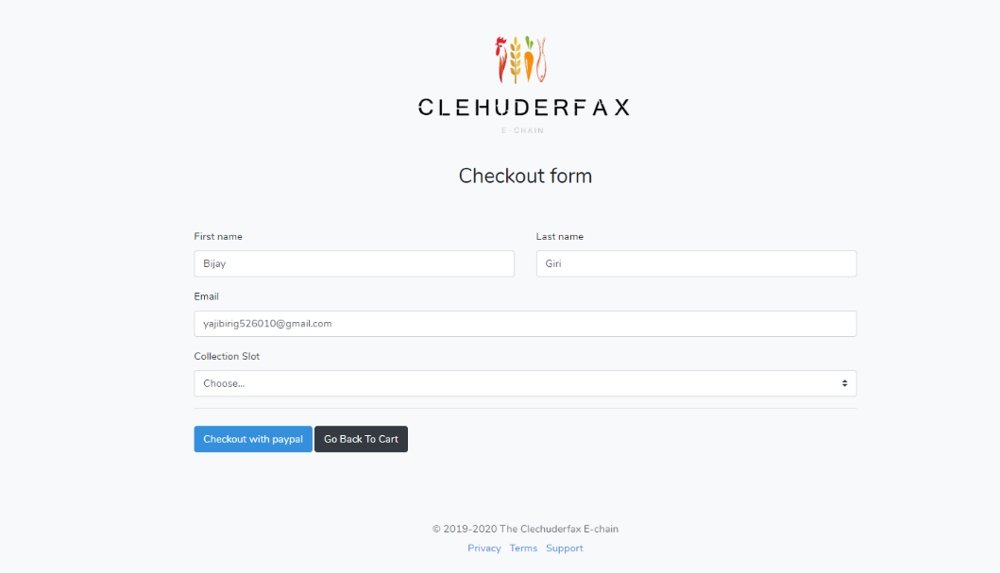 CLEHUDERFAX
E-CHAIN
Checkout form
First name
Last name
Bijay
Giri
Email
yajibirig526010@gmail.com
Collection Slot
Choose...
Checkout with paypal
Go Back To Cart
© 2019-2020 The Clechuderfax E-chain
Privacy Terms Support